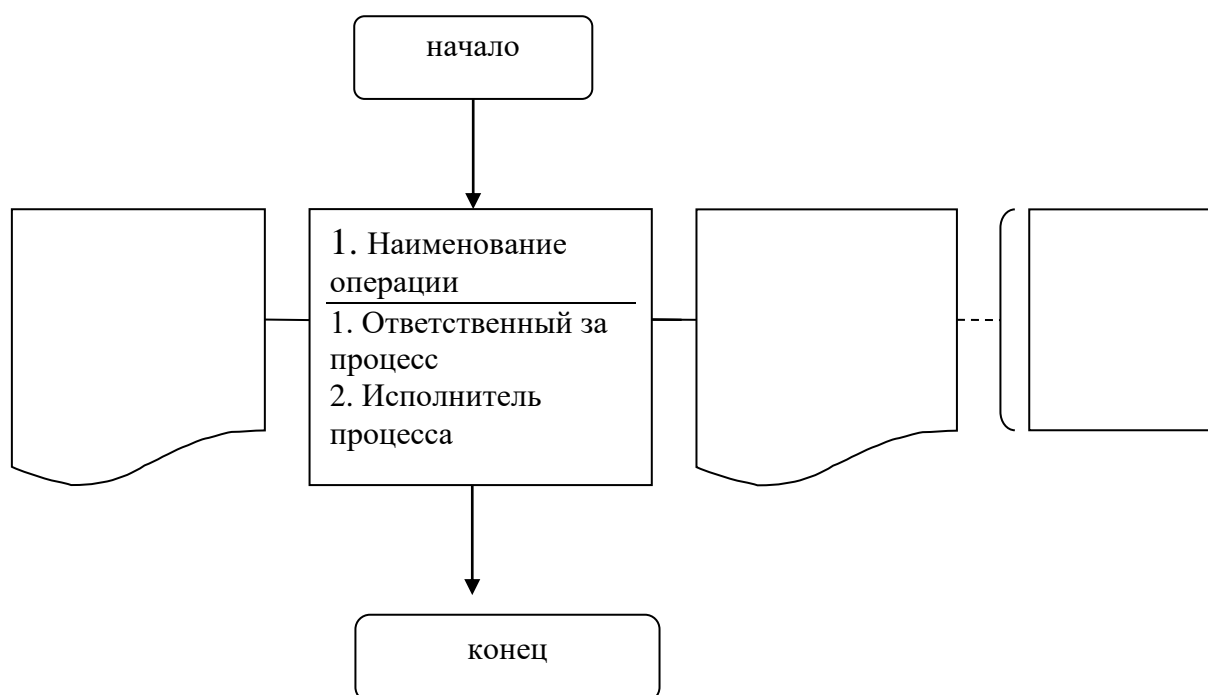 начало
1. Наименование
операции
1. Ответственный за
процесс
2. Исполнитель
процесса
конец